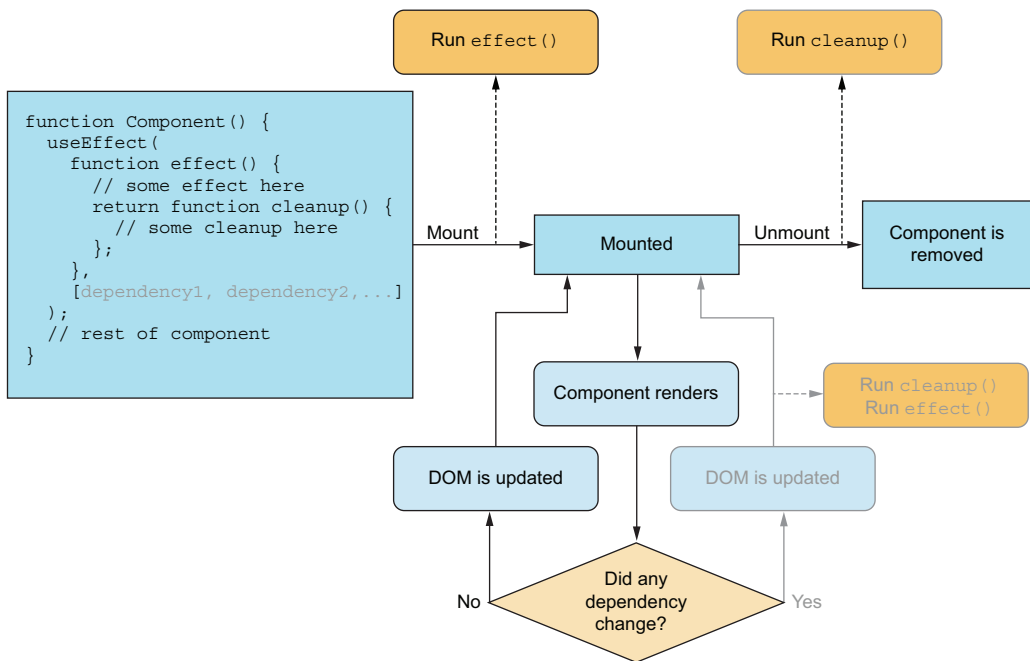 Run effect()
Run cleanup()
function Component() {
  useEffect(
    function effect() {
      // some effect here
      return function cleanup() {
        // some cleanup here
      };
    },
    [dependency1, dependency2,...]
  );
  // rest of component
}
Mount
Mounted
Unmount
Component is
removed
Component renders
Run cleanup()
Run effect()
DOM is updated
DOM is updated
Did any
dependency
change?
No
Yes